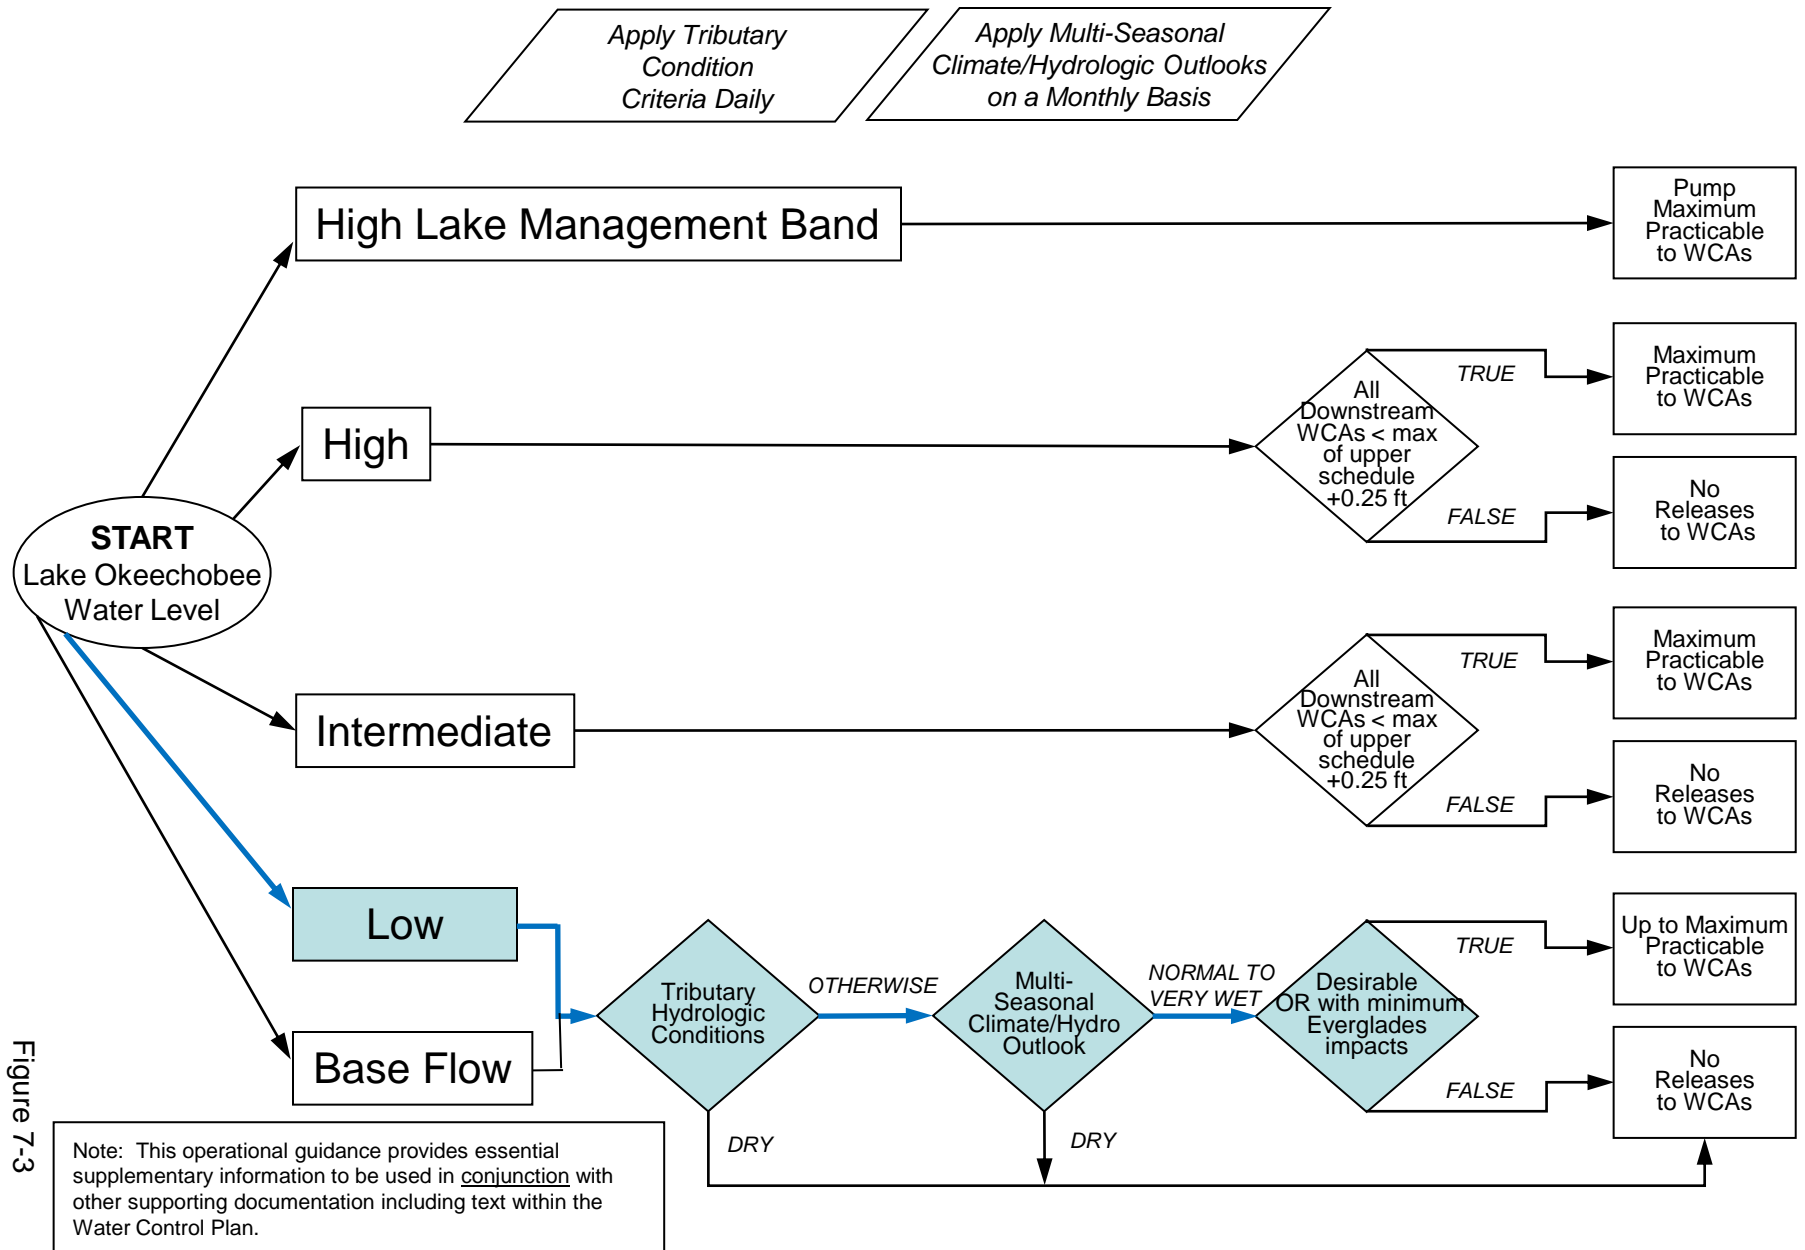 Apply Tributary
Condition
Criteria Daily
Apply Multi-Seasonal
Climate/Hydrologic Outlooks
on a Monthly Basis
High Lake Management Band
Pump
Maximum
Practicable
to WCAs
High
All
Downstream
WCAs < max
of upper
schedule
+0.25 ft
TRUE
Maximum
Practicable
to WCAs
FALSE
No
Releases
to WCAs
START
Lake Okeechobee
Water Level
Intermediate
All
Downstream
WCAs < max
of upper
schedule
+0.25 ft
TRUE
Maximum
Practicable
to WCAs
FALSE
No
Releases
to WCAs
Low
Base Flow
Tributary
Hydrologic
Conditions
OTHERWISE
DRY
Multi-
Seasonal
Climate/Hydro
Outlook
NORMAL TO
VERY WET
DRY
Desirable
OR with minimum
Everglades
impacts
TRUE
Up to Maximum
Practicable
to WCAs
FALSE
No
Releases
to WCAs
Figure 7-3
Note:  This operational guidance provides essential
supplementary information to be used in conjunction with
other supporting documentation including text within the
Water Control Plan.